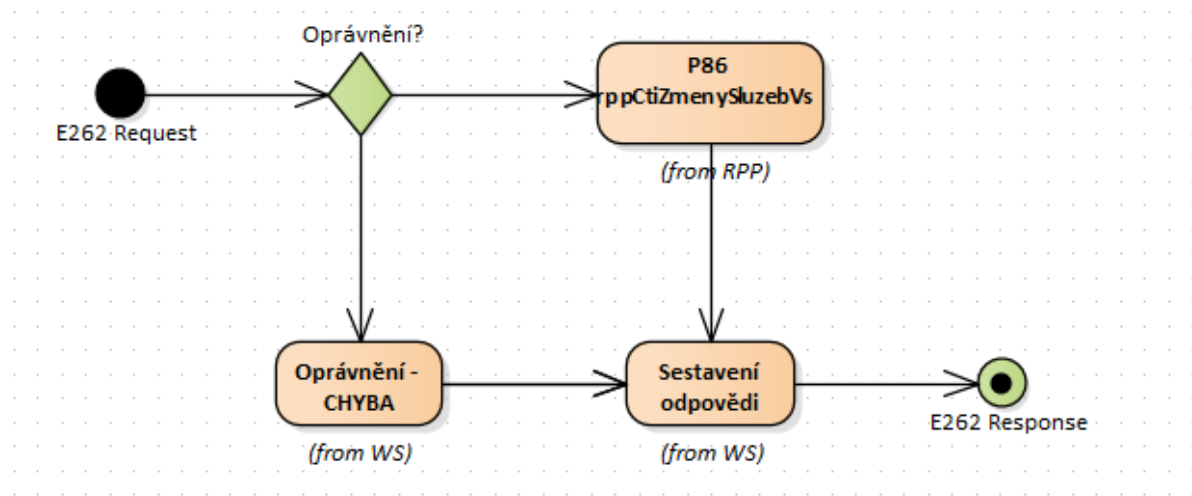 Oprávnění?
E262 Request
P86
rppCtiZmenySluzebVs
(from RPP)
Oprávnění -
CHYBA
(from WS)
Sestavení
odpovědi
(from WS)
E262 Response